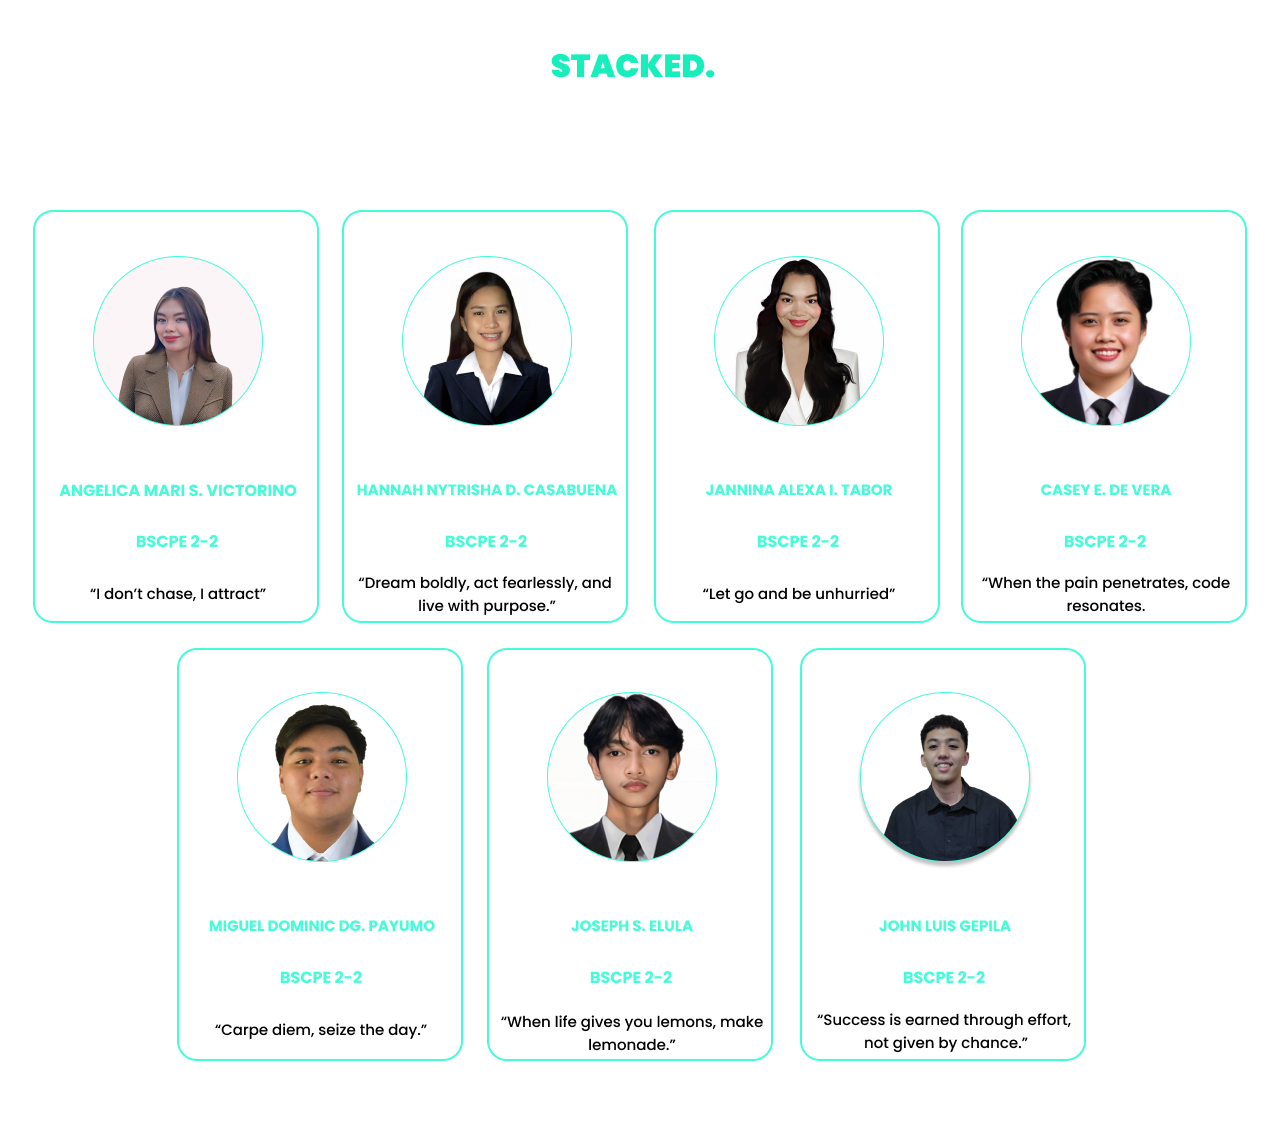 STACKED.
ANGELICA MARI S. VICTORINO
BSCPE 2-2
“I don’t chase, I attract”
HANNAH NYTRISHA D. CASABUENA
BSCPE 2-2
“Dream boldly, act fearlessly, and
live with purpose.”
JANNINA ALEXA I. TABOR
BSCPE 2-2
“Let go and be unhurried”
CASEY E. DE VERA
BSCPE 2-2
“When the pain penetrates, code
resonates.
MIGUEL DOMINIC DG. PAYUMO
BSCPE 2-2
“Carpe diem, seize the day.”
JOSEPH S. ELULA
BSCPE 2-2
“When life gives you lemons, make
lemonade.”
JOHN LUIS GEPILA
BSCPE 2-2
“Success is earned through effort,
not given by chance.”